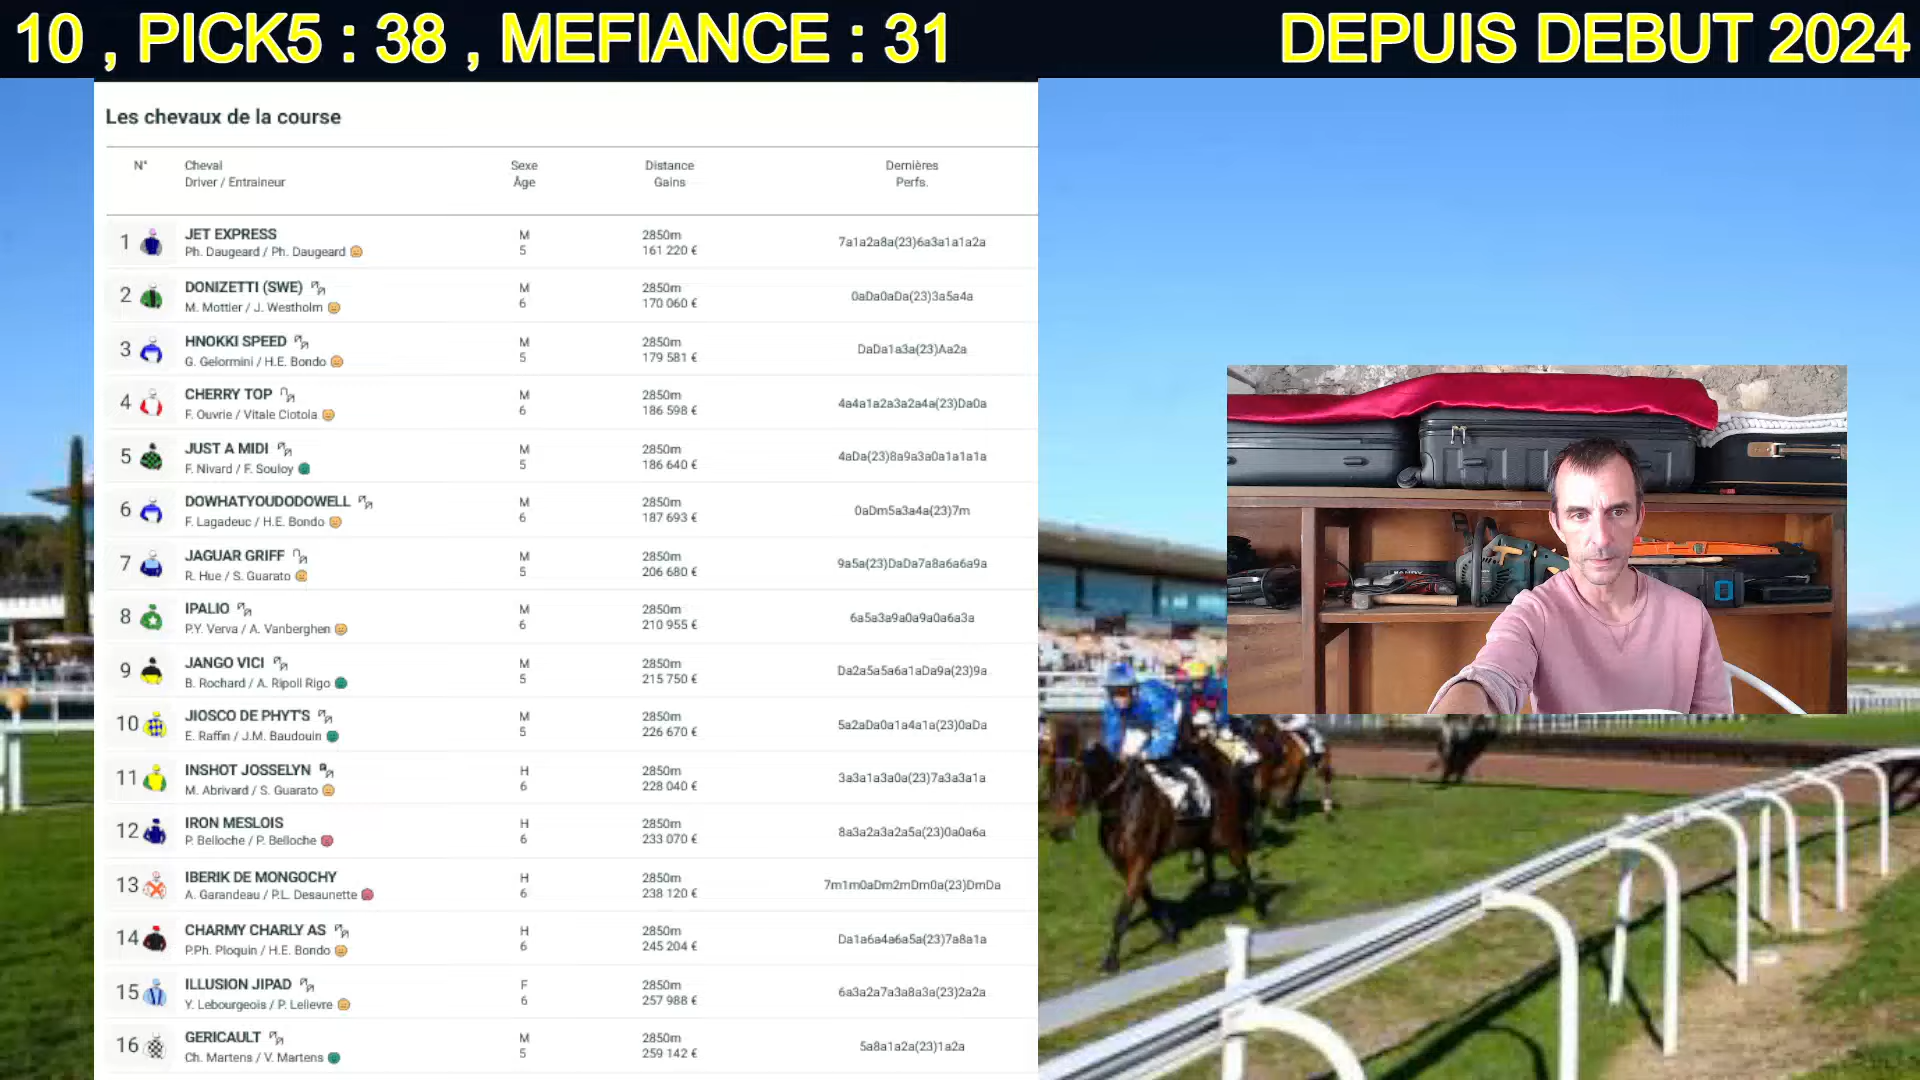 10 , PICK5 : 38 , MEFIANCE : 31
DEPUIS DEBUT 2024
Les chevaux de la course
N° Cheval Sexe Distance Dernières
Driver / Entraineur Âge Gains Perfs.
1 JET EXPRESS M 2850m 7a1a2a8a(23)6a3a1a1a2a
Ph. Daugeard / Ph. Daugeard 5 161 220 €
2 DONIZETTI (SWE) M 2850m 0aDa0aDa(23)3a5a4a
M. Mottier / J. Westholm 6 170 060 €
3 HNOKKI SPEED M 2850m DaDa1a3a(23)Aa2a
G. Gelormini / H.E. Bondo 5 179 581 €
4 CHERRY TOP M 2850m 4a4a1a2a3a2a4a(23)Da0a
F. Ouvrie / Vitale Ciotola 6 186 598 €
5 JUST A MIDI M 2850m 4aDa(23)8a9a3a0a1a1a1a
F. Nivard / F. Souloy 5 186 640 €
6 DOWHATYOUDODOWELL M 2850m 0aDm5a3a4a(23)7m
F. Lagadeuc / H.E. Bondo 6 187 693 €
7 JAGUAR GRIFF M 2850m 9a5a(23)DaDa7a8a6a6a9a
R. Hue / S. Guarato 5 206 680 €
8 IPALIO M 2850m 6a5a3a9a0a9a0a6a3a
P.Y. Verva / A. Vanberghen 6 210 955 €
9 JANGO VICI M 2850m Da2a5a5a6a1aDa9a(23)9a
B. Rochard / A. Ripoll Rigo 5 215 750 €
10 JIOSCO DE PHYT'S M 2850m 5a2aDa0a1a4a1a(23)0aDa
E. Raffin / J.M. Baudouin 5 226 670 €
11 INSHOT JOSSELYN H 2850m 3a3a1a3a0a(23)7a3a3a1a
M. Abrivard / S. Guarato 6 228 040 €
12 IRON MESLOIS H 2850m 8a3a2a3a2a5a(23)0a0a6a
P. Belloche / P. Belloche 6 233 070 €
13 IBERIK DE MONGOCHY H 2850m 7m1m0aDm2mDm0a(23)DmDa
A. Garandeau / P.L. Desaunette 6 238 120 €
14 CHARMY CHARLY AS H 2850m Da1a6a4a6a5a(23)7a8a1a
P.Ph. Ploquin / H.E. Bondo 6 245 204 €
15 ILLUSION JIPAD F 2850m 6a3a2a7a3a8a3a(23)2a2a
Y. Lebourgeois / P. Lelievre 6 257 988 €
16 GERICAULT M 2850m 5a8a1a2a(23)1a2a
Ch. Martens / V. Martens 5 259 142 €